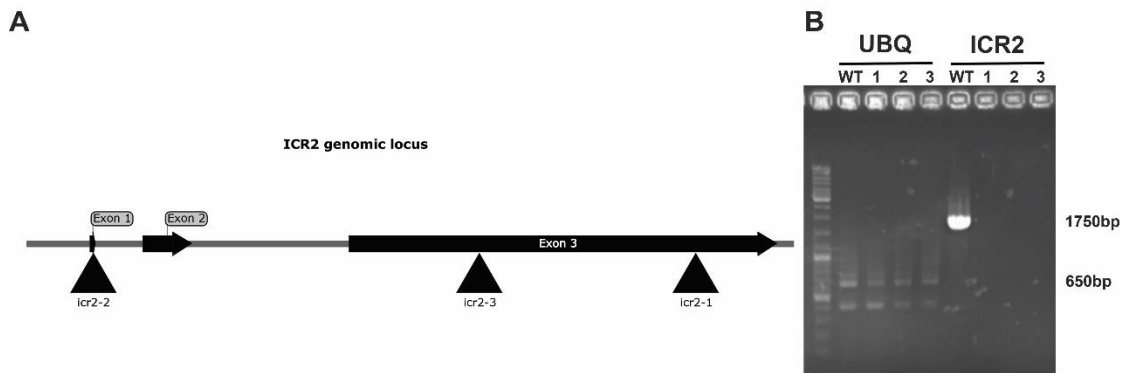 A
ICR2 genomic locus
Exon 1
Exon 2
Exon 3
icr2-2
icr2-3
icr2-1
B
UBQ ICR2
WT 1 2 3 WT 1 2 3
1750bp
650bp